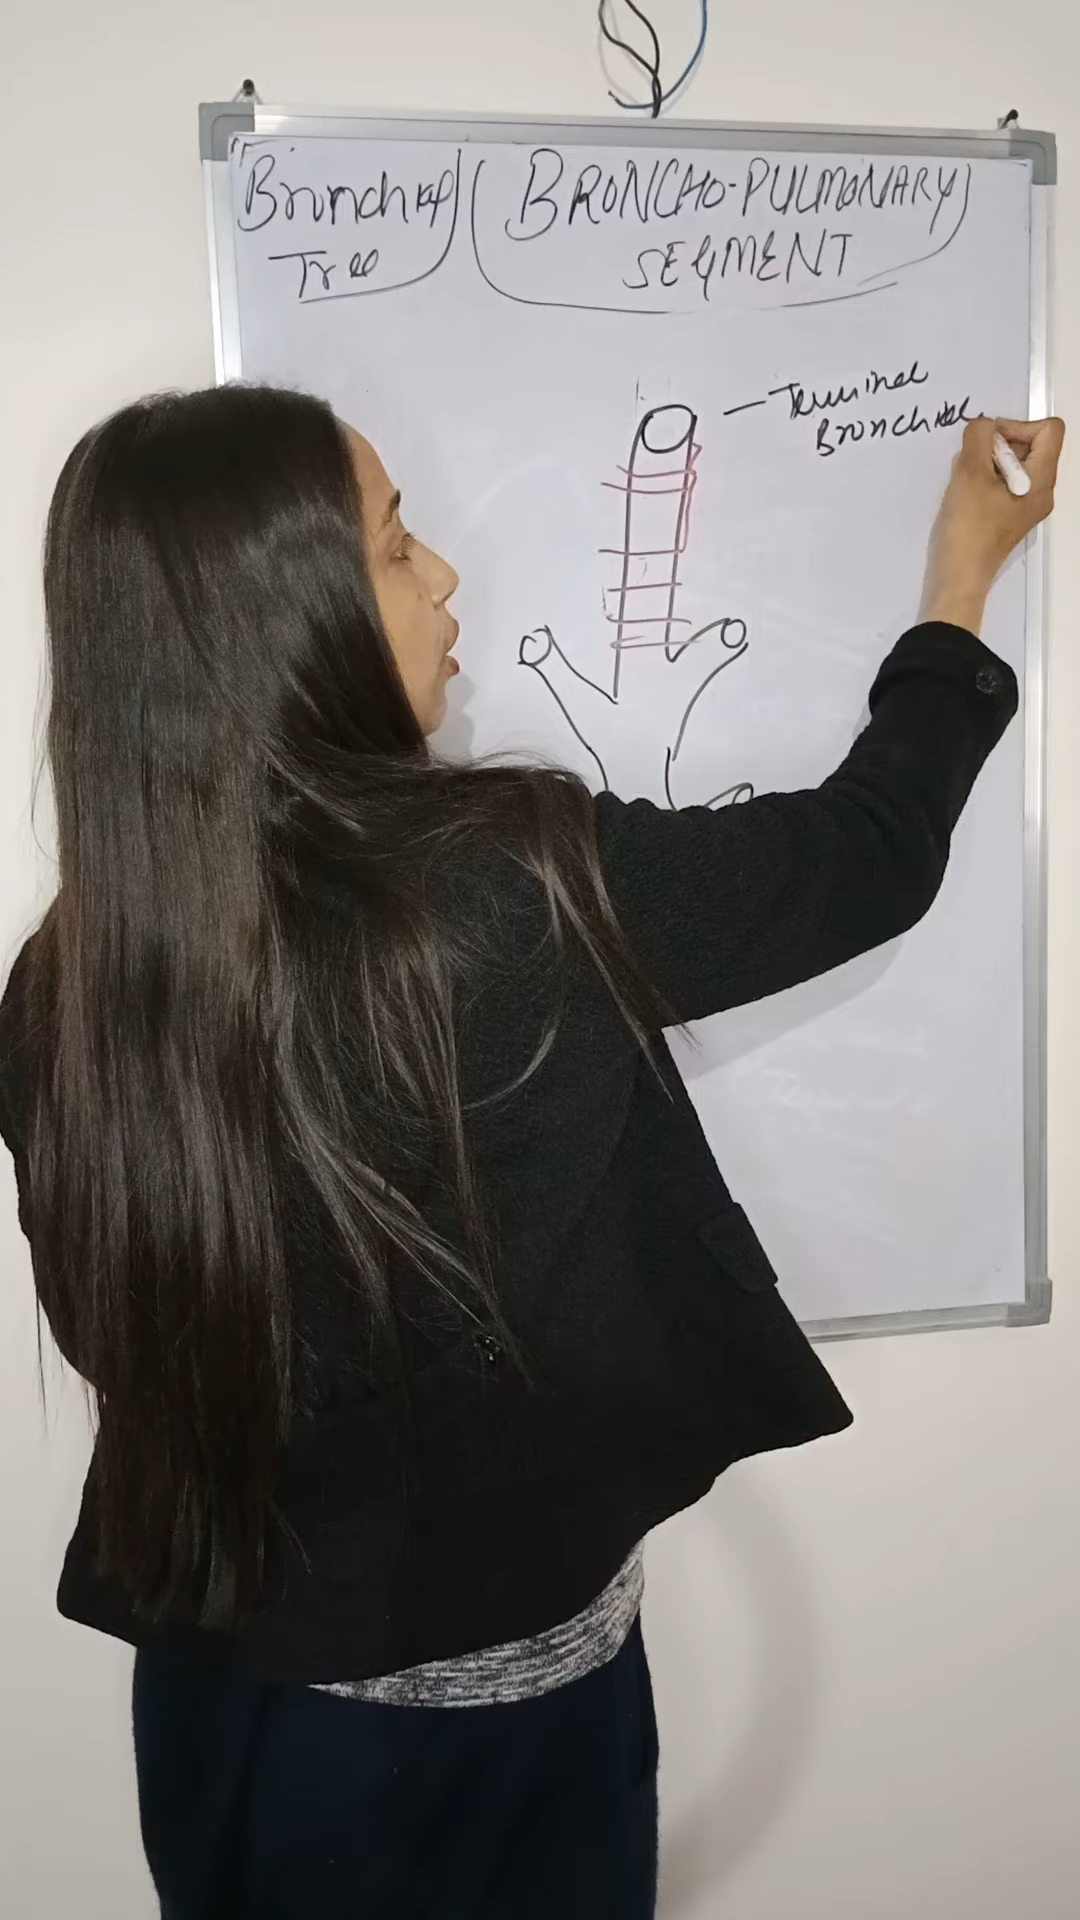 Bronchial
Tree
BRONCHO-PULMONARY
SEGMENT
Terminal
Bronchiole